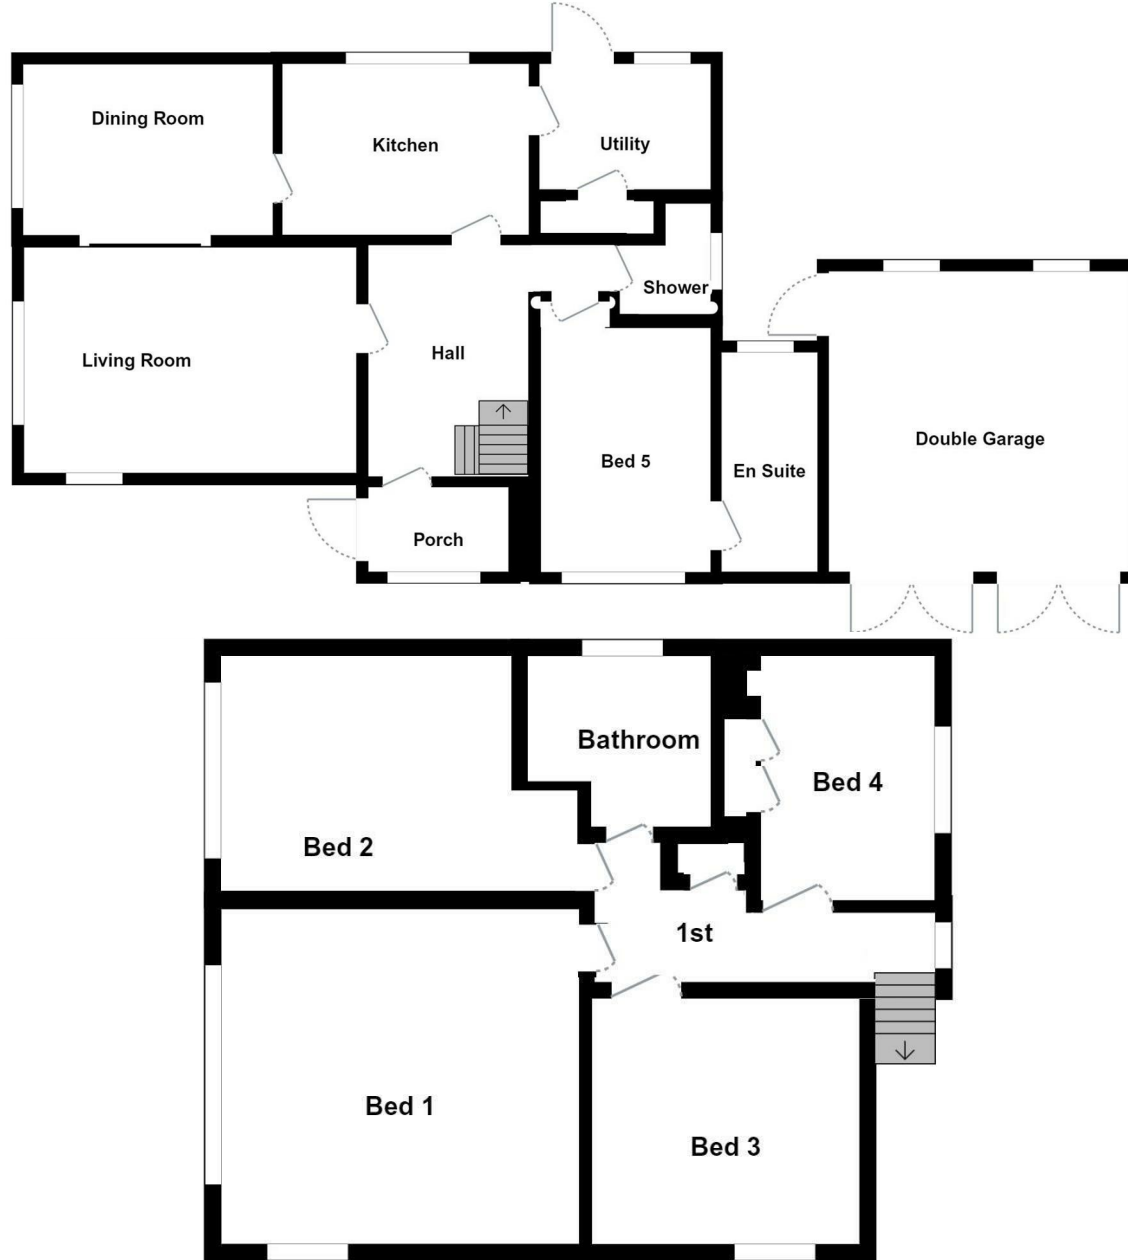 Dining Room
Kitchen
Utility
Shower
Living Room
Hall
Bed 5
En Suite
Double Garage
Porch
Bathroom
Bed 4
Bed 2
1st
Bed 1
Bed 3